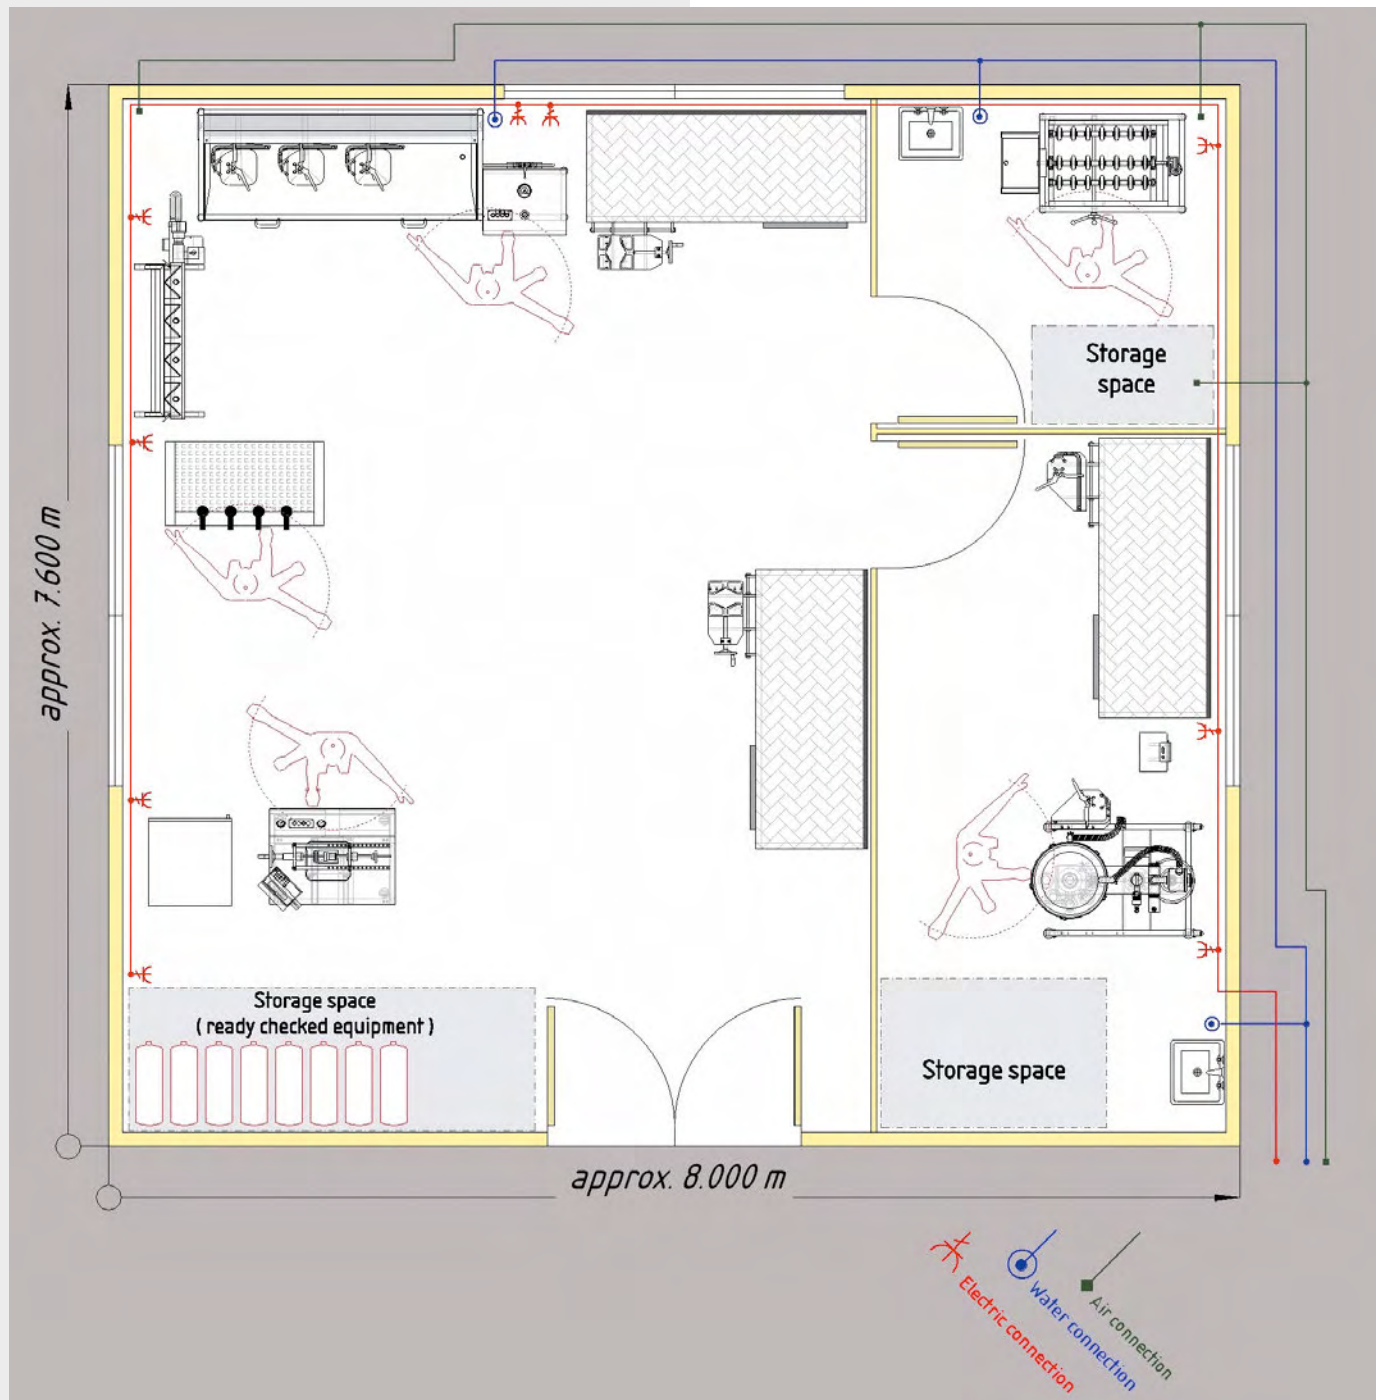 Storage
space
approx. 7.600 m
Storage space
( ready checked equipment )
Storage space
approx. 8.000 m
Electric connection
Water connection
Air connection